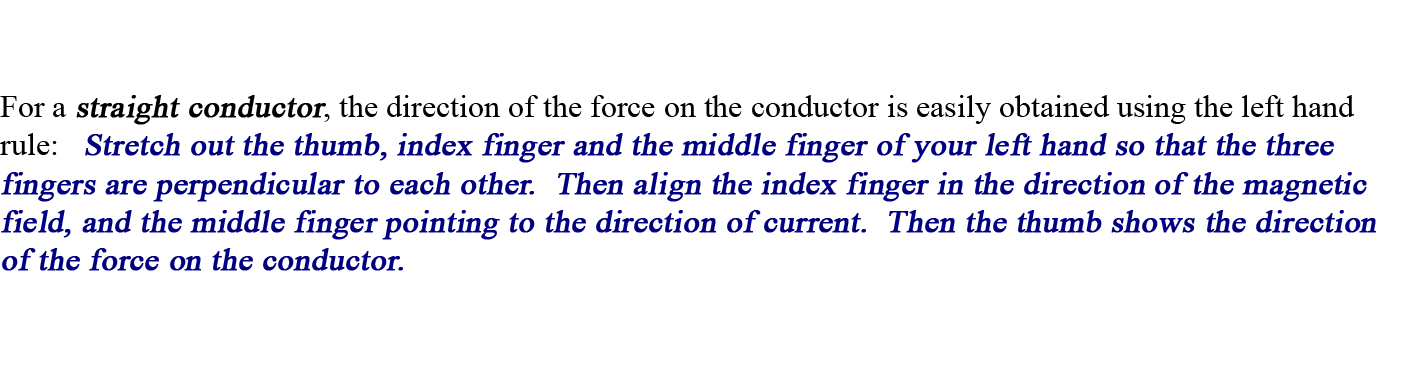 For a straight conductor, the direction of the force on the conductor is easily obtained using the left hand
rule: Stretch out the thumb, index finger and the middle finger of your left hand so that the three
fingers are perpendicular to each other. Then align the index finger in the direction of the magnetic
field, and the middle finger pointing to the direction of current. Then the thumb shows the direction
of the force on the conductor.